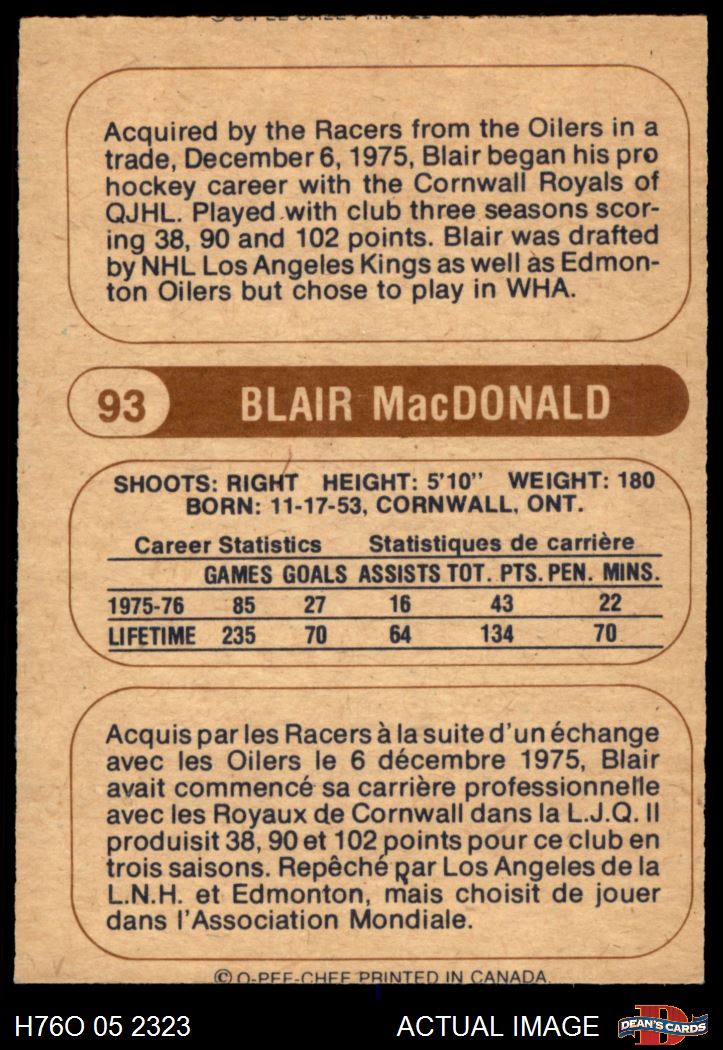 Acquired by the Racers from the Oilers in a
trade, December 6, 1975, Blair began his pro
hockey career with the Cornwall Royals of
QJHL. Played with club three seasons scor-
ing 38, 90 and 102 points. Blair was drafted
by NHL Los Angeles Kings as well as Edmon-
ton Oilers but chose to play in WHA.
93 BLAIR MacDONALD
SHOOTS: RIGHT HEIGHT: 5'10" WEIGHT: 180
BORN: 11-17-53, CORNWALL, ONT.
Career Statistics Statistiques de carrière
GAMES GOALS ASSISTS TOT. PTS. PEN. MINS.
1975-76 85 27 16 43 22
LIFETIME 235 70 64 134 70
Acquis par les Racers à la suite d'un échange
avec les Oilers le 6 décembre 1975, Blair
avait commencé sa carrière professionnelle
avec les Royaux de Cornwall dans la L.J.Q. Il
produisit 38, 90 et 102 points pour ce club en
trois saisons. Repêché par Los Angeles de la
L.N.H. et Edmonton, mais choisit de jouer
dans l'Association Mondiale.
© O-PEE-CHEE PRINTED IN CANADA.
H76O 05 2323 ACTUAL IMAGE D DEAN'S CARDS